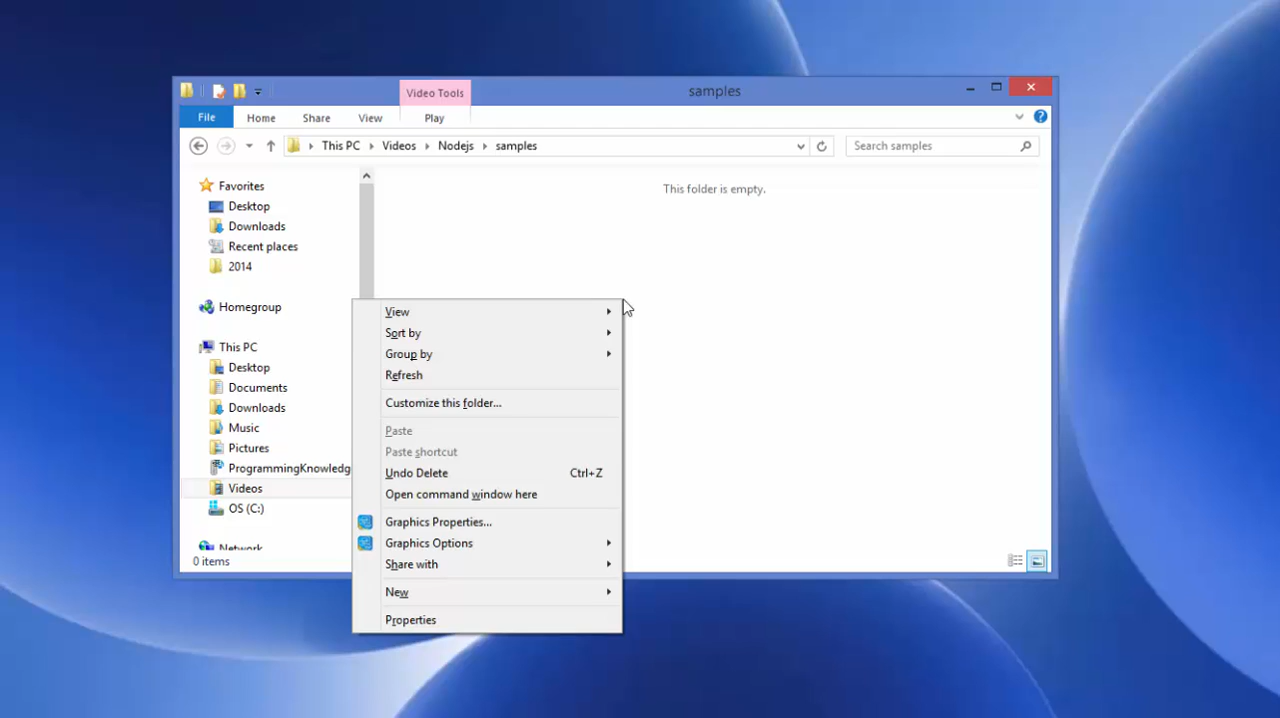 Video Tools
samples
File
Home
Share
View
Play
This PC
Videos
Nodejs
samples
Search samples
Favorites
Desktop
Downloads
Recent places
2014
Homegroup
This PC
Desktop
Documents
Downloads
Music
Pictures
ProgrammingKnowledg
Videos
OS (C:)
Network
0 items
This folder is empty.
View
Sort by
Group by
Refresh
Customize this folder...
Paste
Paste shortcut
Undo Delete Ctrl+Z
Open command window here
Graphics Properties...
Graphics Options
Share with
New
Properties